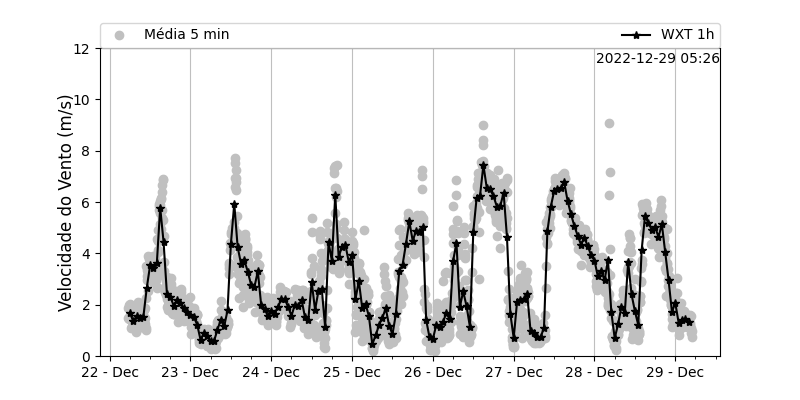 Média 5 min
WXT 1h
2022-12-29 05:26
Velocidade do Vento (m/s)
12
10
8
6
4
2
0
22 - Dec
23 - Dec
24 - Dec
25 - Dec
26 - Dec
27 - Dec
28 - Dec
29 - Dec